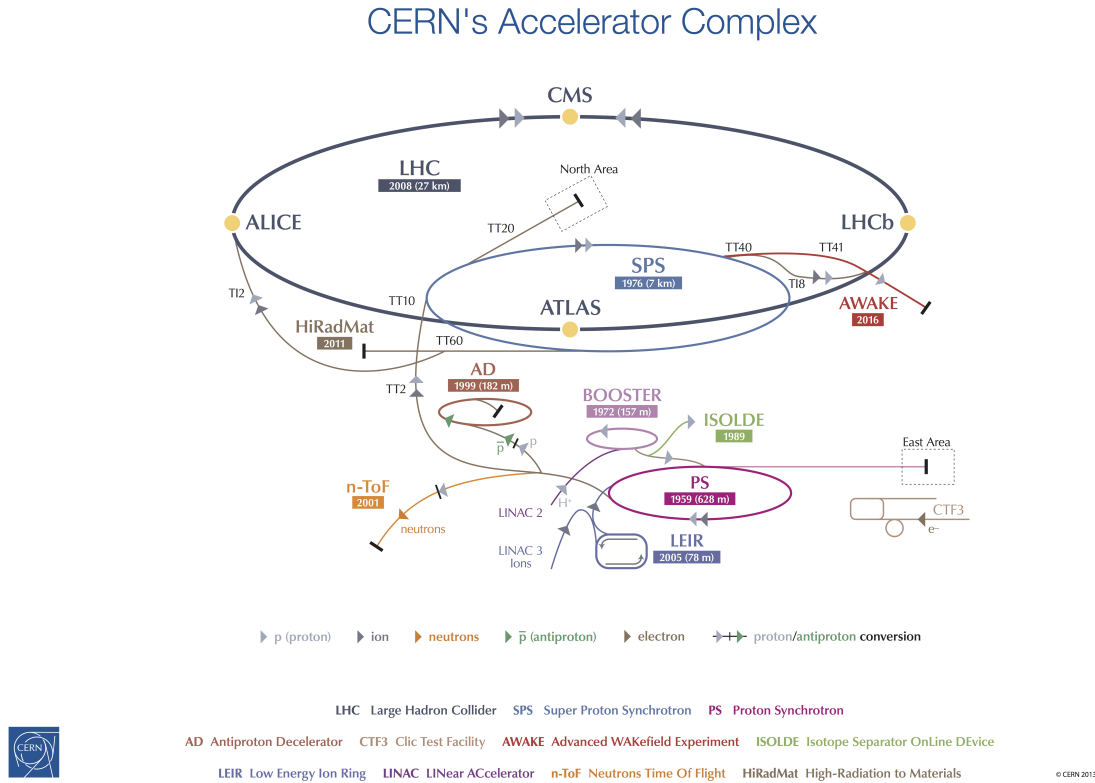 CERN's Accelerator Complex
CMS
LHC
2008 (27 km)
North Area
ALICE
LHCb
TT20
TT40
TT41
SPS
1976 (7 km)
TI8
TI2
TT10
ATLAS
AWAKE
2016
HiRadMat
2011
TT60
AD
1999 (182 m)
TT2
BOOSTER
1972 (157 m)
ISOLDE
1989
p̅
p
East Area
n-ToF
2001
PS
1959 (628 m)
H⁺
LINAC 2
neutrons
CTF3
e⁻
LEIR
2005 (78 m)
LINAC 3
Ions
p (proton) ion neutrons p̅ (antiproton) electron proton/antiproton conversion
LHC Large Hadron Collider SPS Super Proton Synchrotron PS Proton Synchrotron
AD Antiproton Decelerator CTF3 Clic Test Facility AWAKE Advanced WAKefield Experiment ISOLDE Isotope Separator OnLine DEvice
LEIR Low Energy Ion Ring LINAC LINear ACcelerator n-ToF Neutrons Time Of Flight HiRadMat High-Radiation to Materials
CERN
© CERN 2013